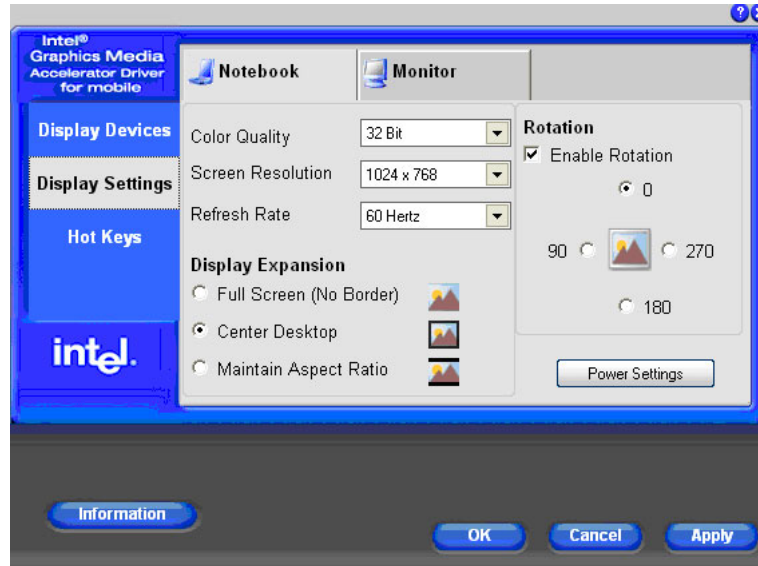 Intel®
Graphics Media
Accelerator Driver
for mobile
Notebook
Monitor
Display Devices
Display Settings
Hot Keys
intel.
Color Quality
32 Bit
Screen Resolution
1024 x 768
Refresh Rate
60 Hertz
Display Expansion
Full Screen (No Border)
Center Desktop
Maintain Aspect Ratio
Rotation
Enable Rotation
0
90
270
180
Power Settings
Information
OK
Cancel
Apply